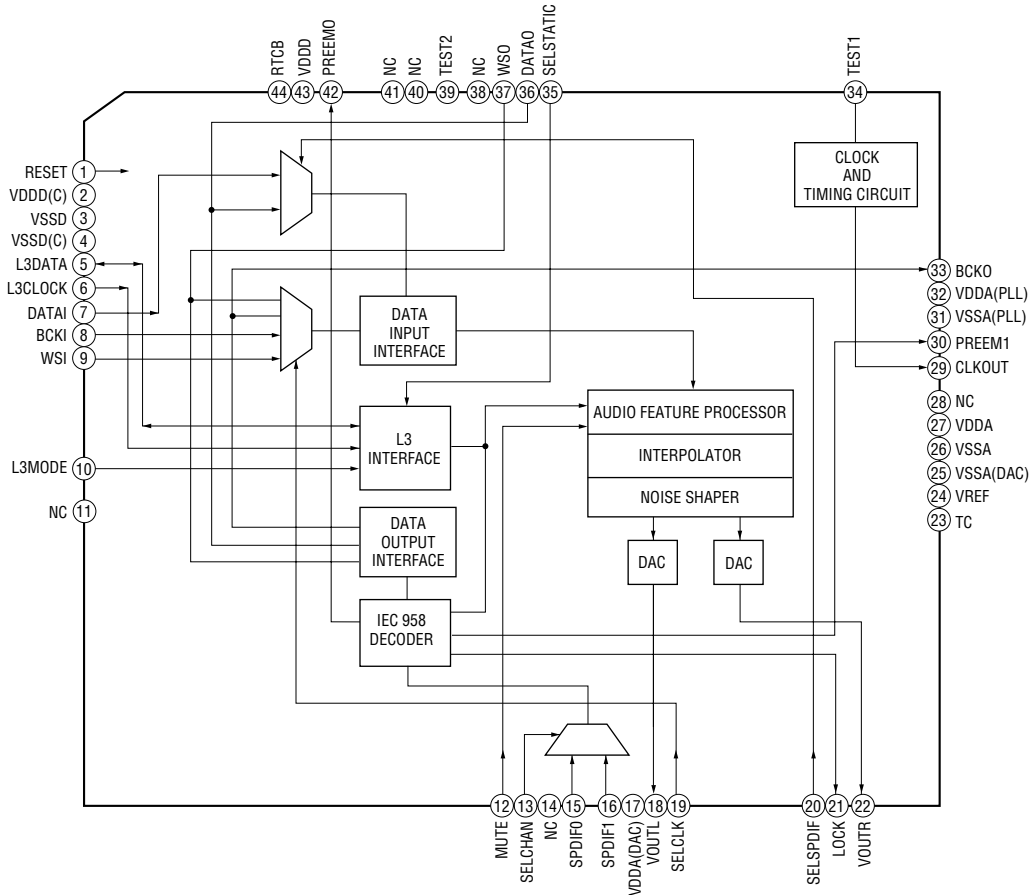 RTCB
VDDD
PREEMO
NC
NC
TEST2
NC
WSO
DATAO
SELSTATIC
TEST1
44
43
42
41
40
39
38
37
36
35
34
RESET
1
VDDD(C)
2
VSSD
3
VSSD(C)
4
L3DATA
5
L3CLOCK
6
DATAI
7
BCKI
8
WSI
9
L3MODE
10
NC
11
CLOCK
AND
TIMING CIRCUIT
DATA
INPUT
INTERFACE
L3
INTERFACE
DATA
OUTPUT
INTERFACE
IEC 958
DECODER
AUDIO FEATURE PROCESSOR
INTERPOLATOR
NOISE SHAPER
DAC
DAC
33
BCKO
32
VDDA(PLL)
31
VSSA(PLL)
30
PREEM1
29
CLKOUT
28
NC
27
VDDA
26
VSSA
25
VSSA(DAC)
24
VREF
23
TC
12
13
14
15
16
17
18
19
20
21
22
MUTE
SELCHAN
NC
SPDIF0
SPDIF1
VDDA(DAC)
VOUTL
SELCLK
SELSPDIF
LOCK
VOUTR